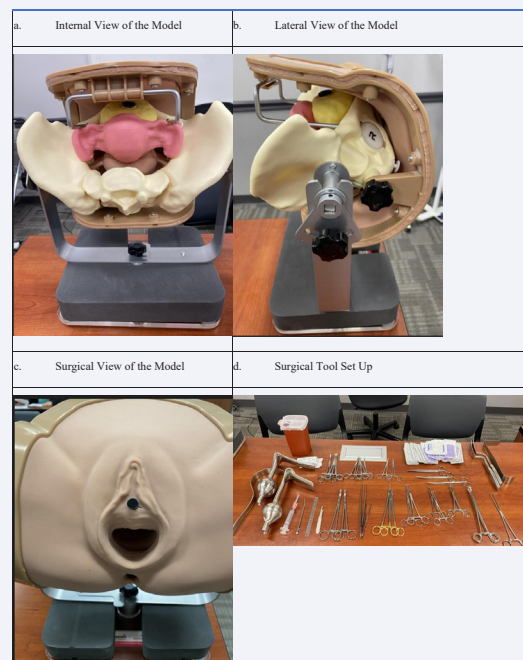 a. Internal View of the Model
b. Lateral View of the Model
c. Surgical View of the Model
d. Surgical Tool Set Up